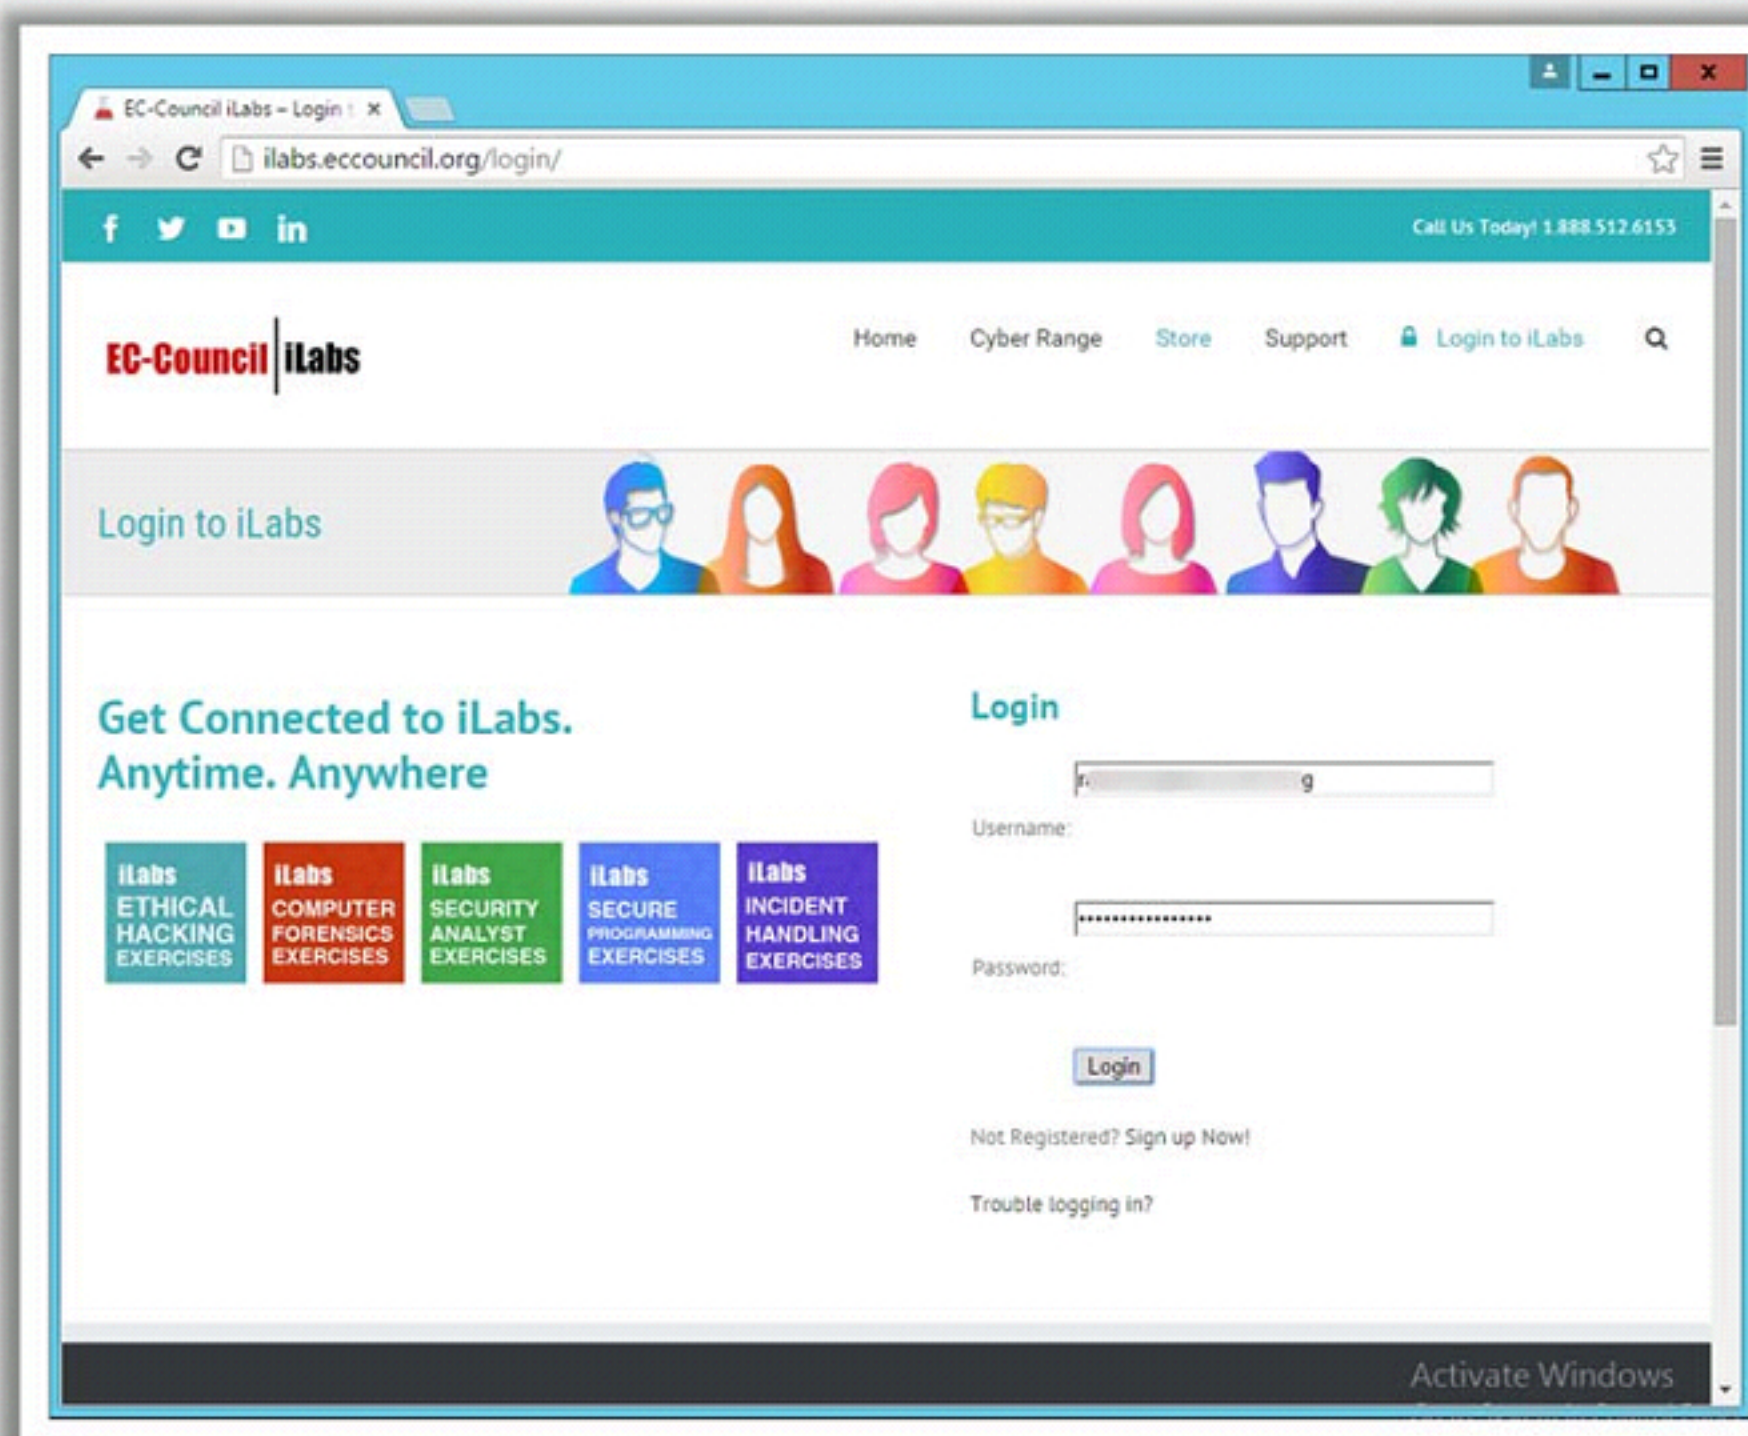 EC-Council iLabs – Login
ilabs.eccouncil.org/login/
Call Us Today! 1.888.512.6153
EC-Council iLabs
Home Cyber Range Store Support Login to iLabs
Login to iLabs
Get Connected to iLabs.
Anytime. Anywhere
iLabs
ETHICAL
HACKING
EXERCISES
iLabs
COMPUTER
FORENSICS
EXERCISES
iLabs
SECURITY
ANALYST
EXERCISES
iLabs
SECURE
PROGRAMMING
EXERCISES
iLabs
INCIDENT
HANDLING
EXERCISES
Login
Username:
Password:
Login
Not Registered? Sign up Now!
Trouble logging in?
Activate Windows